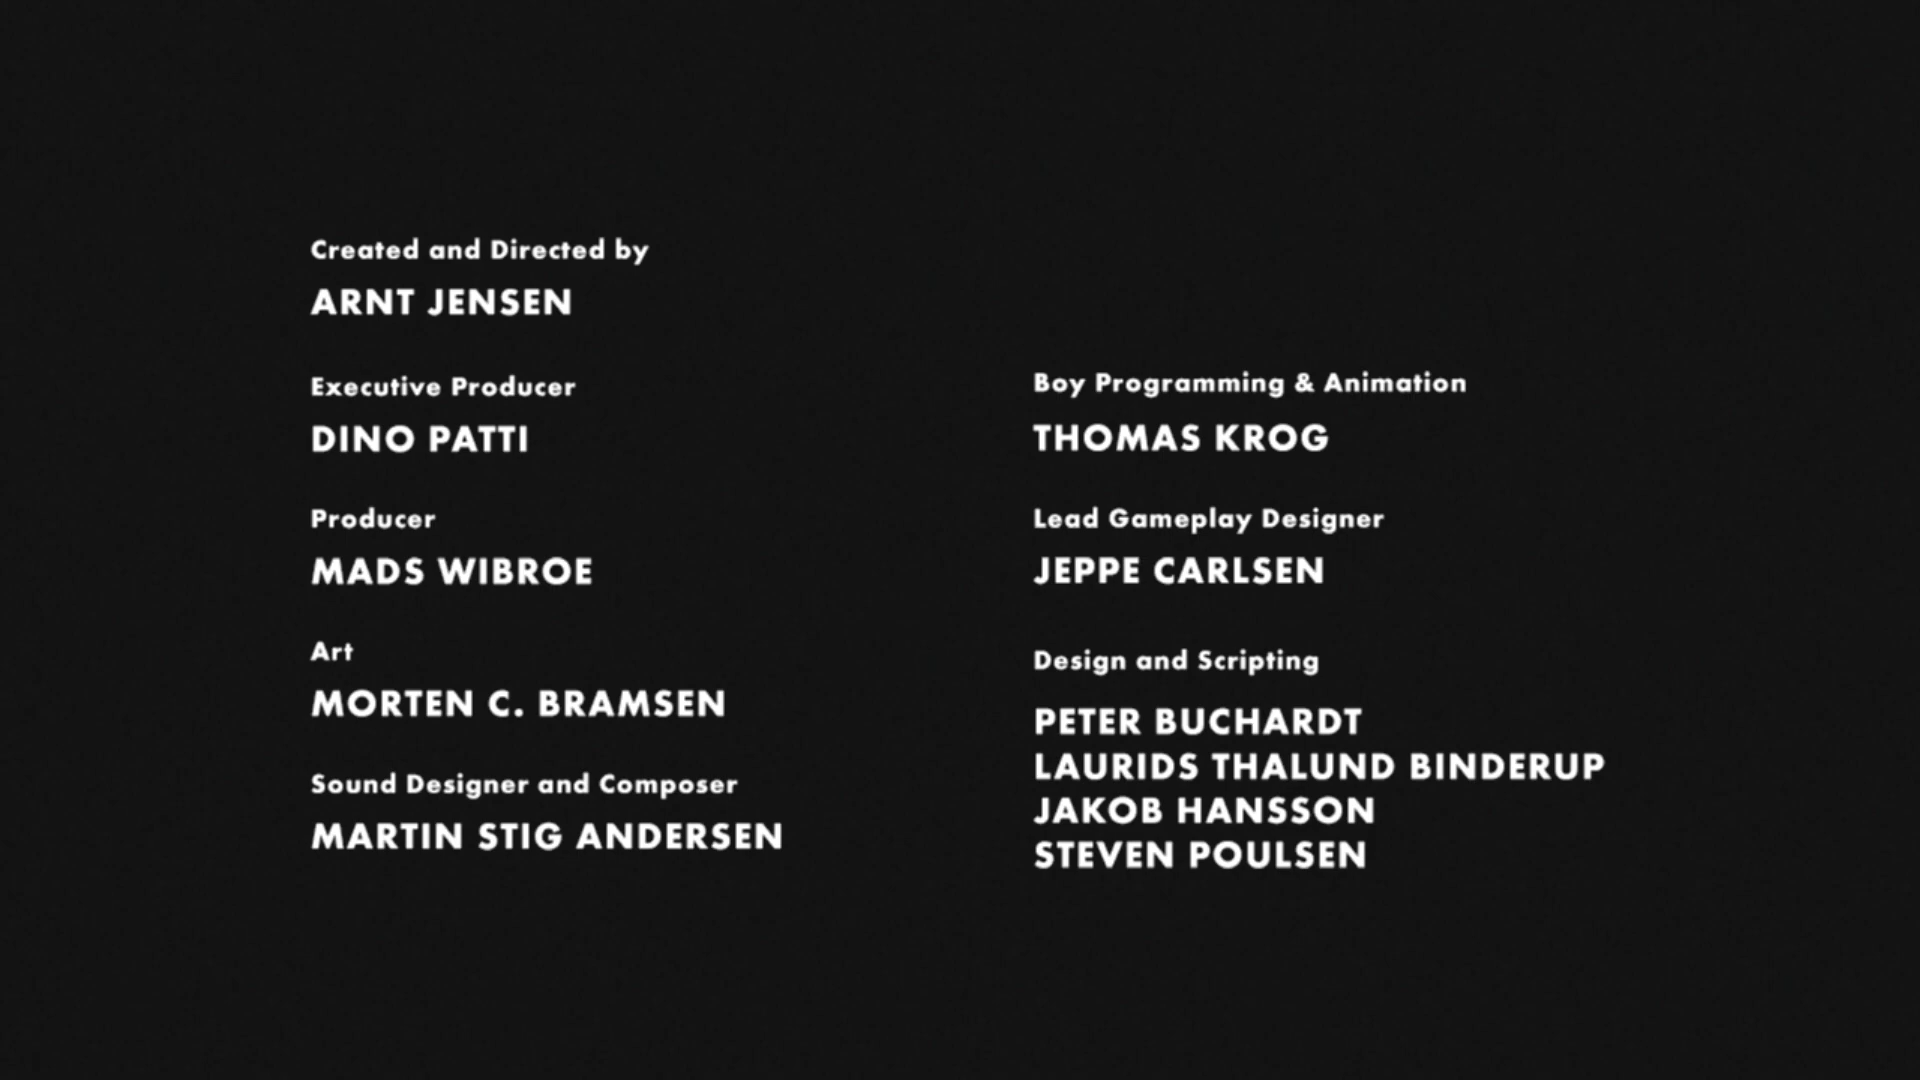 Created and Directed by
ARNT JENSEN
Executive Producer
DINO PATTI
Producer
MADS WIBROE
Art
MORTEN C. BRAMSEN
Sound Designer and Composer
MARTIN STIG ANDERSEN
Boy Programming & Animation
THOMAS KROG
Lead Gameplay Designer
JEPPE CARLSEN
Design and Scripting
PETER BUCHARDT
LAURIDS THALUND BINDERUP
JAKOB HANSSON
STEVEN POULSEN